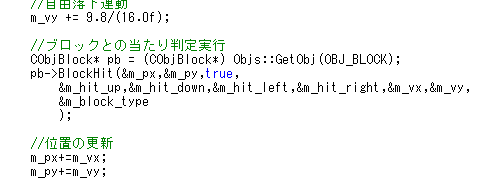 //自由落下運動
m_vy += 9.8/(16.0f);
//ブロックとの当たり判定実行
CObjBlock* pb = (CObjBlock*) Objs::GetObj(OBJ_BLOCK);
pb->BlockHit(&m_px,&m_py,true,
&m_hit_up,&m_hit_down,&m_hit_left,&m_hit_right,&m_vx,&m_vy,
&m_block_type
);
//位置の更新
m_px+=m_vx;
m_py+=m_vy;